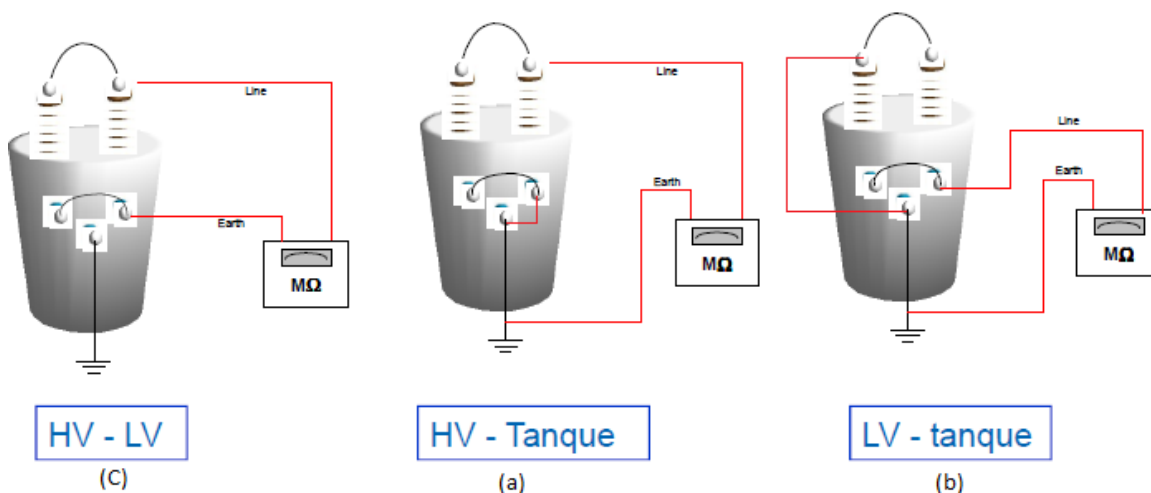 Line
Earth
MΩ
HV - LV
(C)
Line
Earth
MΩ
HV - Tanque
(a)
Line
Earth
MΩ
LV - tanque
(b)